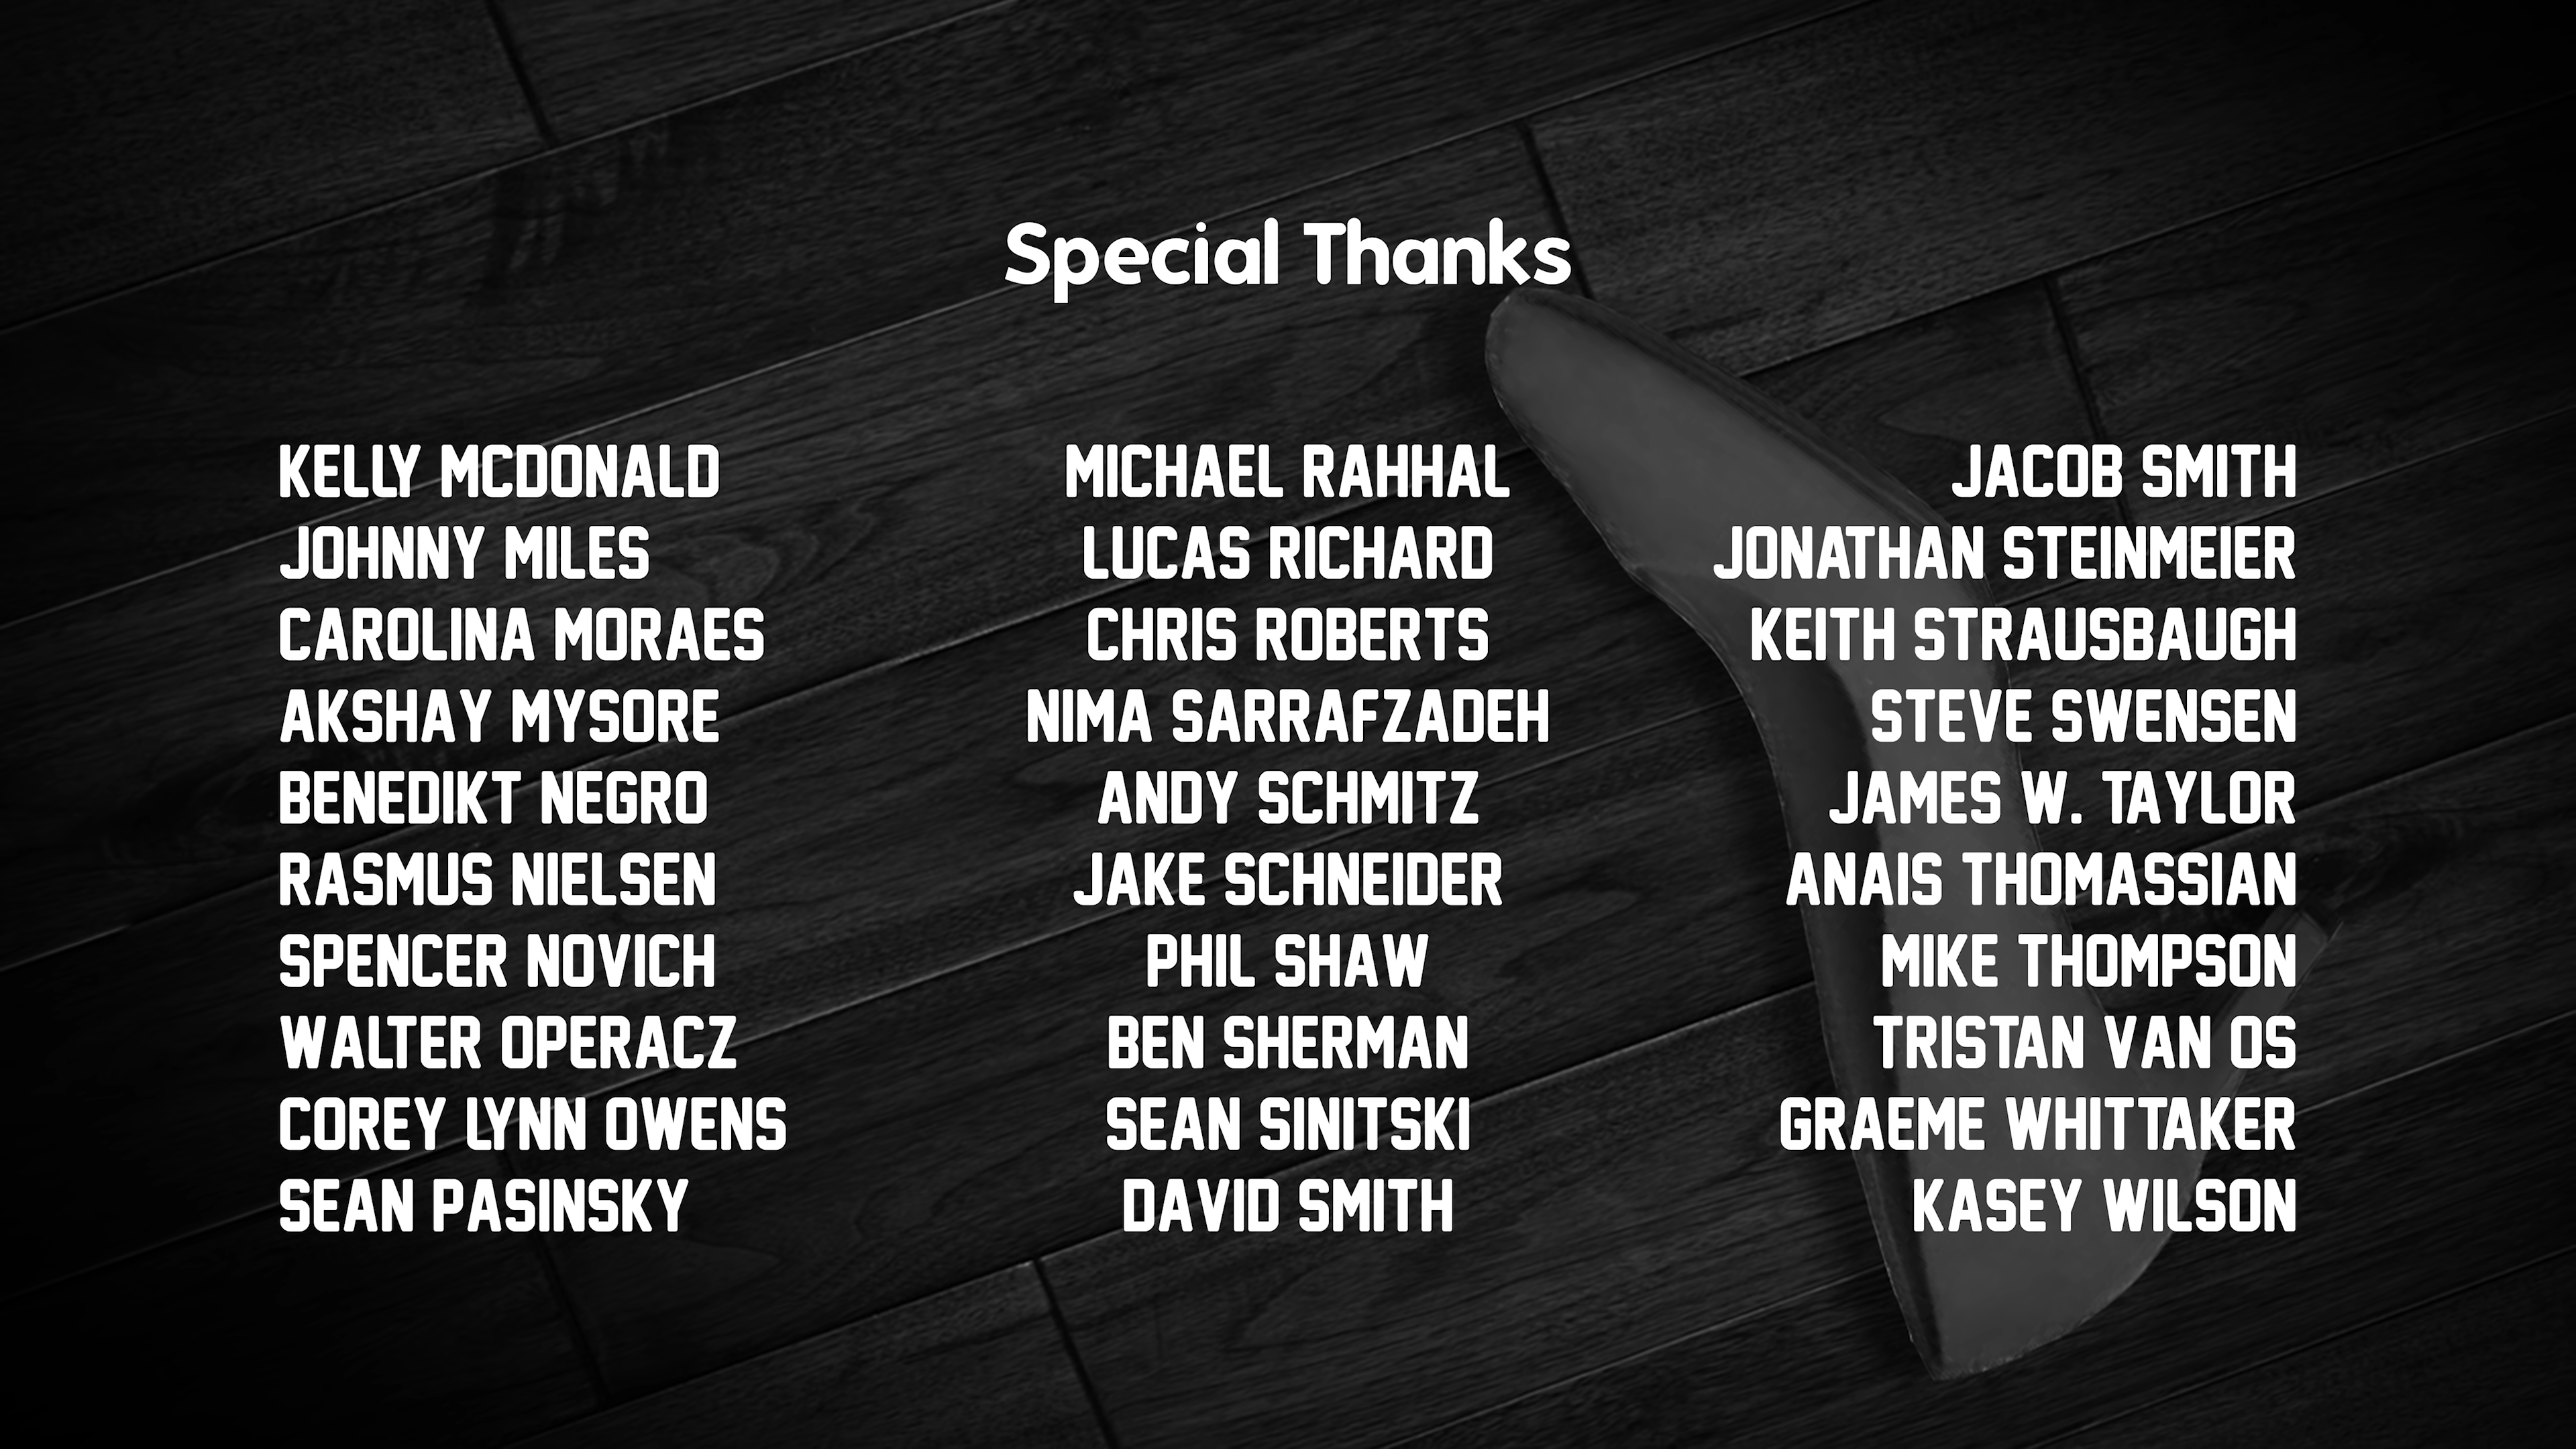 Special Thanks
KELLY MCDONALD
JOHNNY MILES
CAROLINA MORAES
AKSHAY MYSORE
BENEDIKT NEGRO
RASMUS NIELSEN
SPENCER NOVICH
WALTER OPERACZ
COREY LYNN OWENS
SEAN PASINSKY
MICHAEL RAHHAL
LUCAS RICHARD
CHRIS ROBERTS
NIMA SARRAFZADEH
ANDY SCHMITZ
JAKE SCHNEIDER
PHIL SHAW
BEN SHERMAN
SEAN SINITSKI
DAVID SMITH
JACOB SMITH
JONATHAN STEINMEIER
KEITH STRAUSBAUGH
STEVE SWENSEN
JAMES W. TAYLOR
ANAIS THOMASSIAN
MIKE THOMPSON
TRISTAN VAN OS
GRAEME WHITTAKER
KASEY WILSON